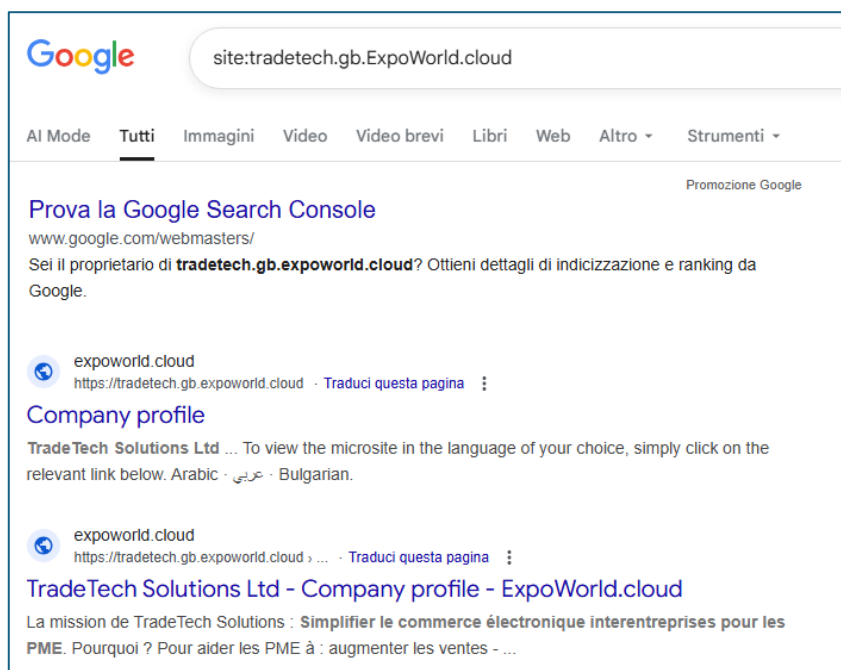 Google
site:tradetech.gb.ExpoWorld.cloud
AI Mode Tutti Immagini Video Video brevi Libri Web Altro Strumenti
Promozione Google
Prova la Google Search Console
www.google.com/webmasters/
Sei il proprietario di tradetech.gb.expoworld.cloud? Ottieni dettagli di indicizzazione e ranking da
Google.
expoworld.cloud
https://tradetech.gb.expoworld.cloud · Traduci questa pagina
Company profile
TradeTech Solutions Ltd ... To view the microsite in the language of your choice, simply click on the
relevant link below. Arabic · عربي · Bulgarian.
expoworld.cloud
https://tradetech.gb.expoworld.cloud › ... · Traduci questa pagina
TradeTech Solutions Ltd - Company profile - ExpoWorld.cloud
La mission de TradeTech Solutions : Simplifier le commerce électronique interentreprises pour les
PME. Pourquoi ? Pour aider les PME à : augmenter les ventes - ...